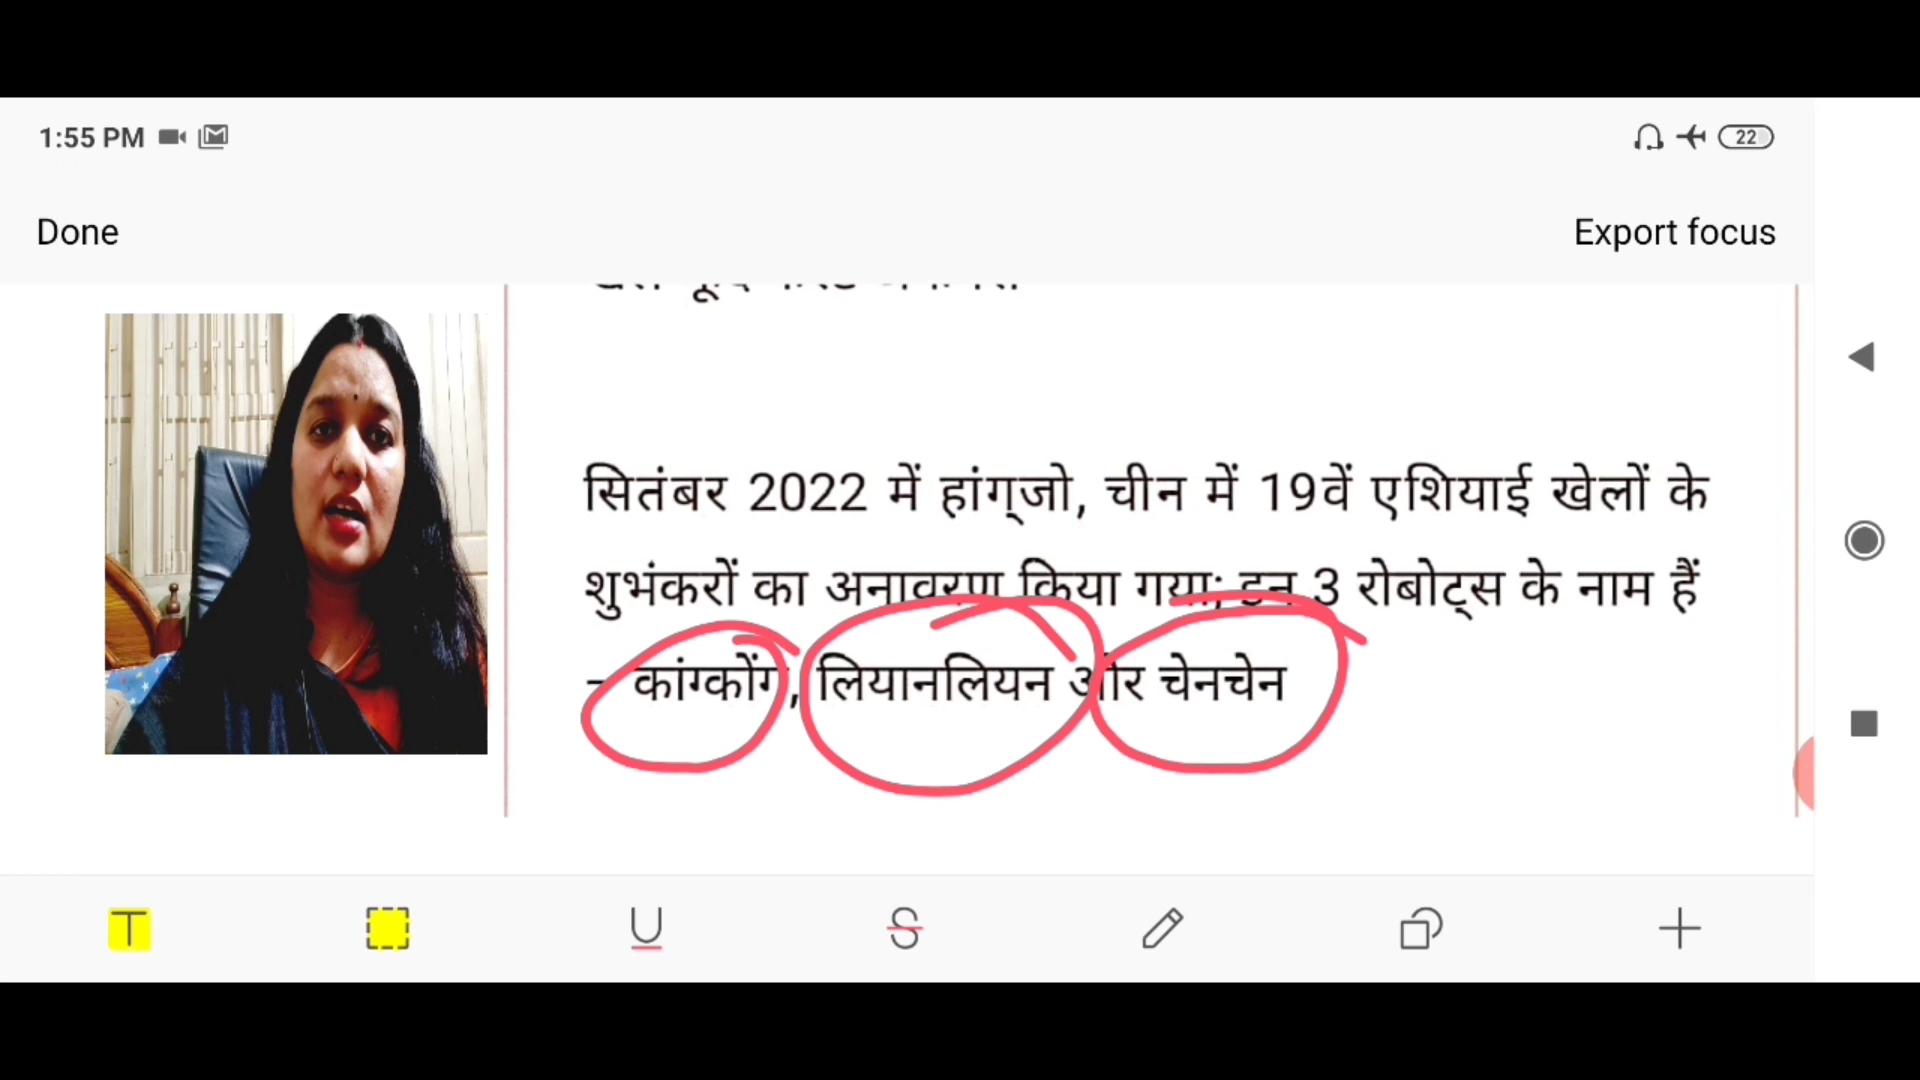 1:55 PM
22
Done
Export focus
सितंबर 2022 में हांग्जो, चीन में 19वें एशियाई खेलों के
शुभंकरों का अनावरण किया गया; इन 3 रोबोट्स के नाम हैं
- कांग्कोंग, लियानलियन और चेनचेन
T
U
S